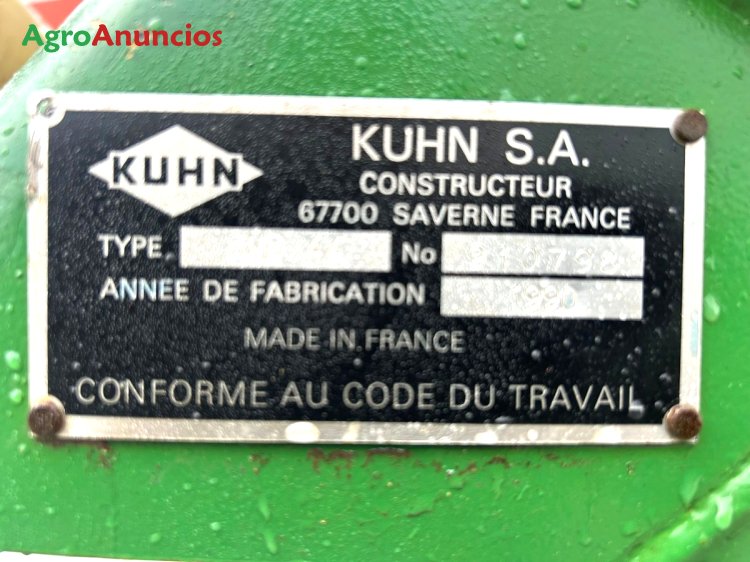 AgroAnuncios
KUHN
KUHN S.A.
CONSTRUCTEUR
67700 SAVERNE FRANCE
TYPE No
ANNEE DE FABRICATION
MADE IN FRANCE
CONFORME AU CODE DU TRAVAIL